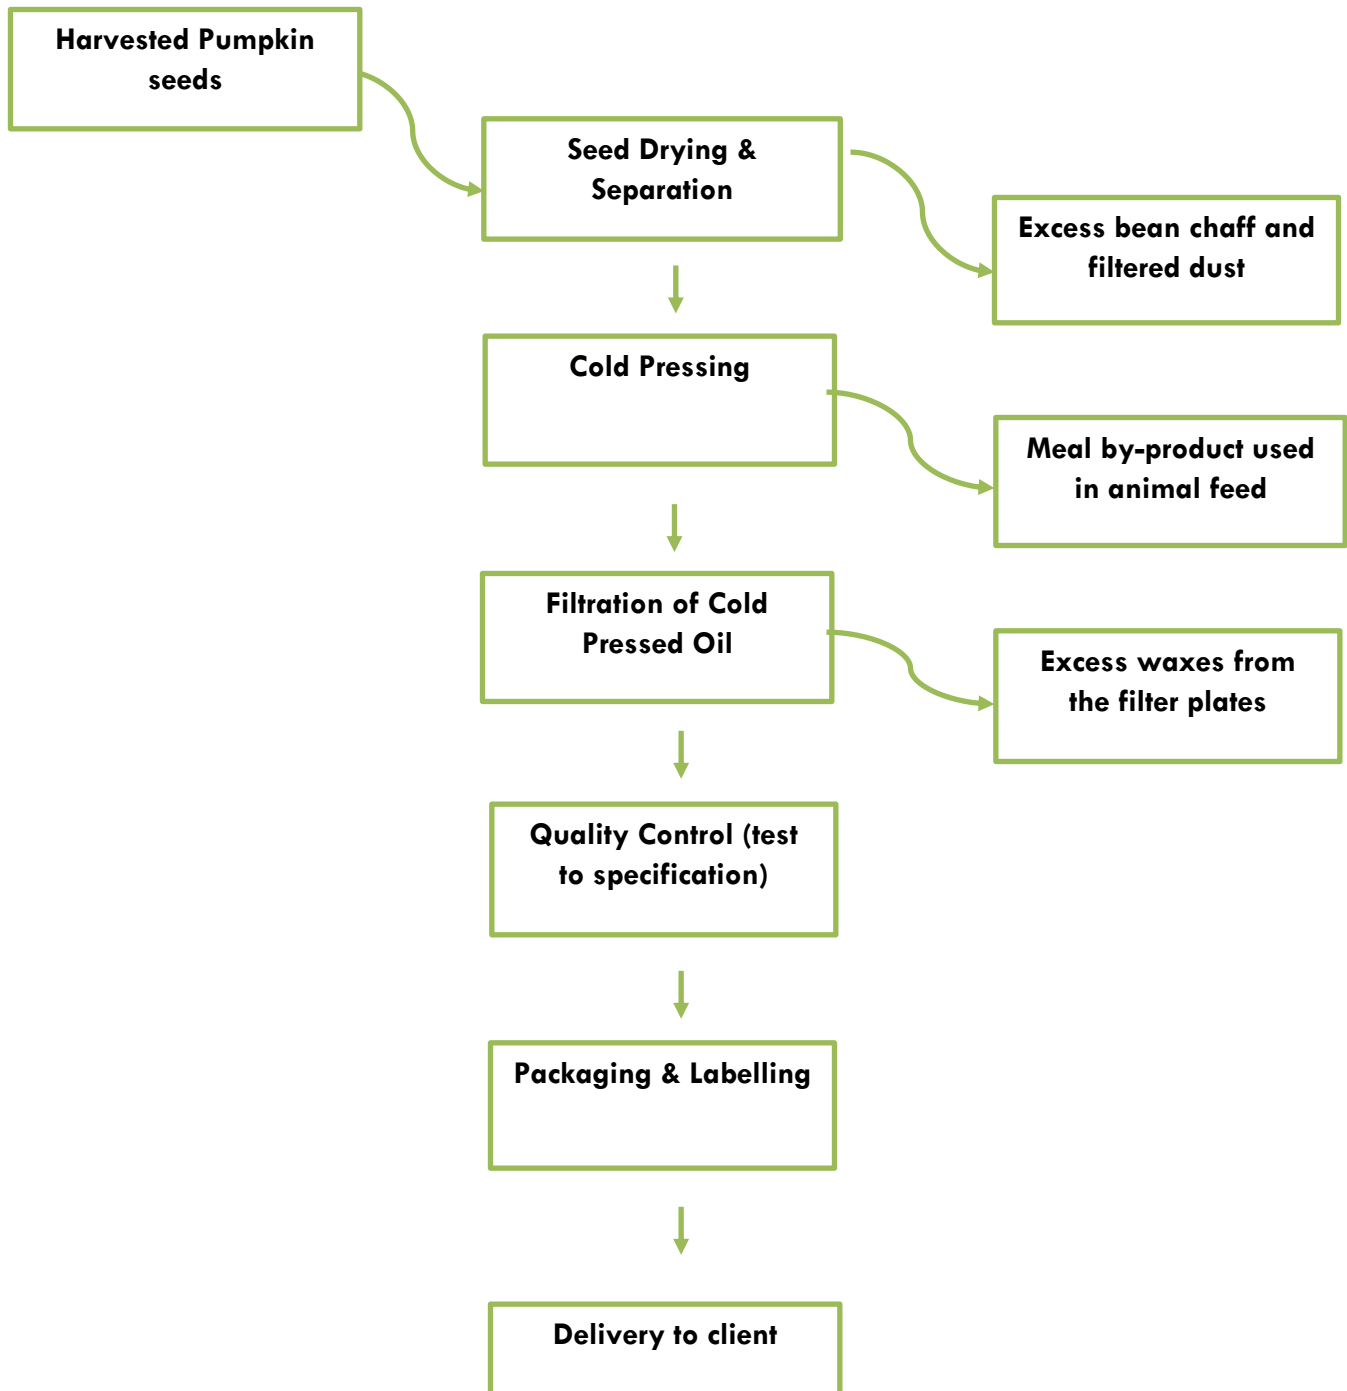 Harvested Pumpkin
seeds
Seed Drying &
Separation
Excess bean chaff and
filtered dust
Cold Pressing
Meal by-product used
in animal feed
Filtration of Cold
Pressed Oil
Excess waxes from
the filter plates
Quality Control (test
to specification)
Packaging & Labelling
Delivery to client